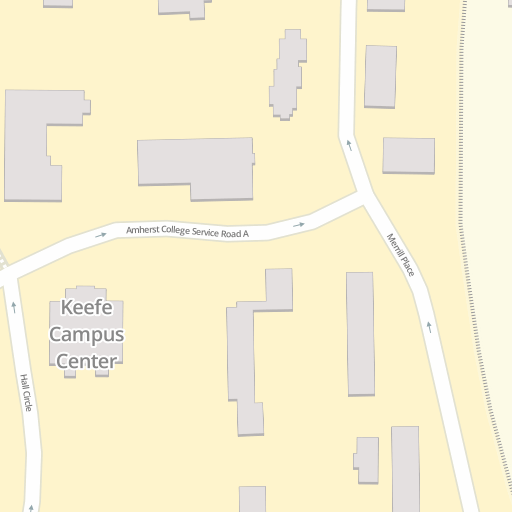 Amherst College Service Road A
Merrill Place
Keefe
Campus
Center
Hall Circle